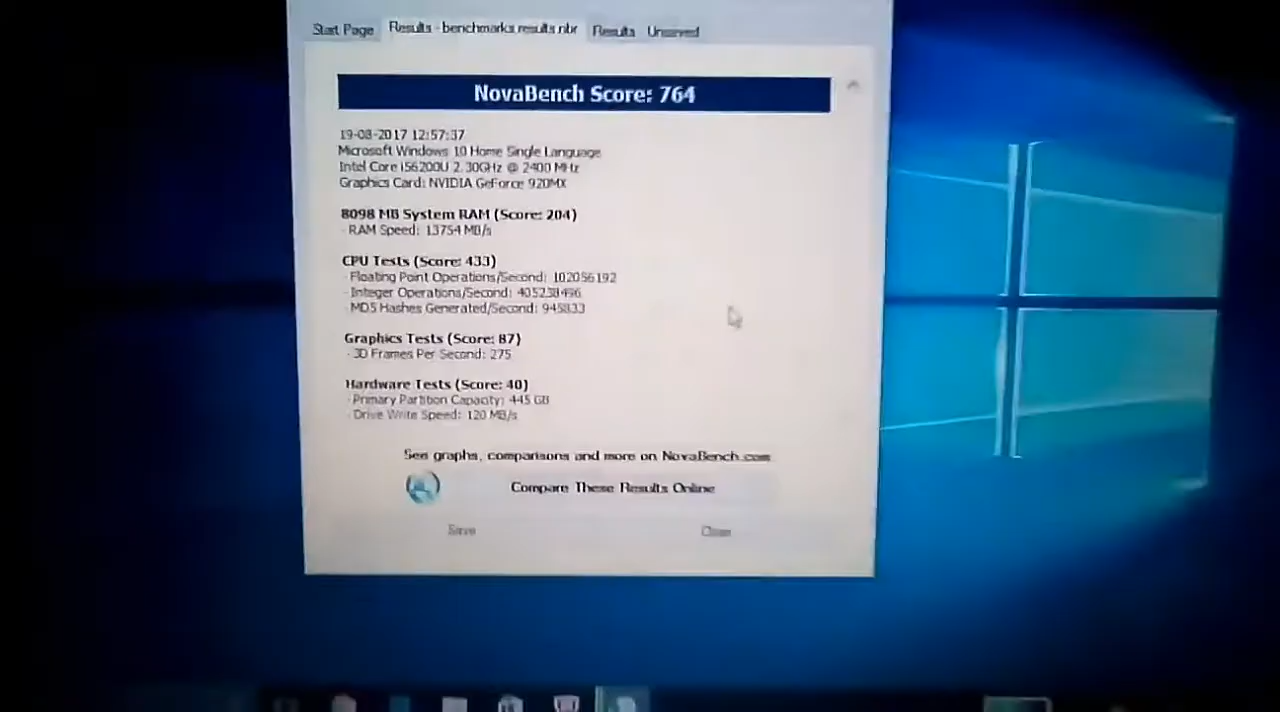 Start Page
Results - benchmarks.results.nbr
Results
Unsaved
NovaBench Score: 764
19-08-2017 12:57:37
Microsoft Windows 10 Home Single Language
Intel Core i56200U 2.30GHz @ 2400 MHz
Graphics Card: NVIDIA GeForce 920MX
8098 MB System RAM (Score: 204)
- RAM Speed: 13754 MB/s
CPU Tests (Score: 433)
- Floating Point Operations/Second: 102056192
- Integer Operations/Second: 405238496
- MD5 Hashes Generated/Second: 945833
Graphics Tests (Score: 87)
- 3D Frames Per Second: 275
Hardware Tests (Score: 40)
- Primary Partition Capacity: 445 GB
- Drive Write Speed: 120 MB/s
See graphs, comparisons and more on NovaBench.com
Compare These Results Online
Save
Close